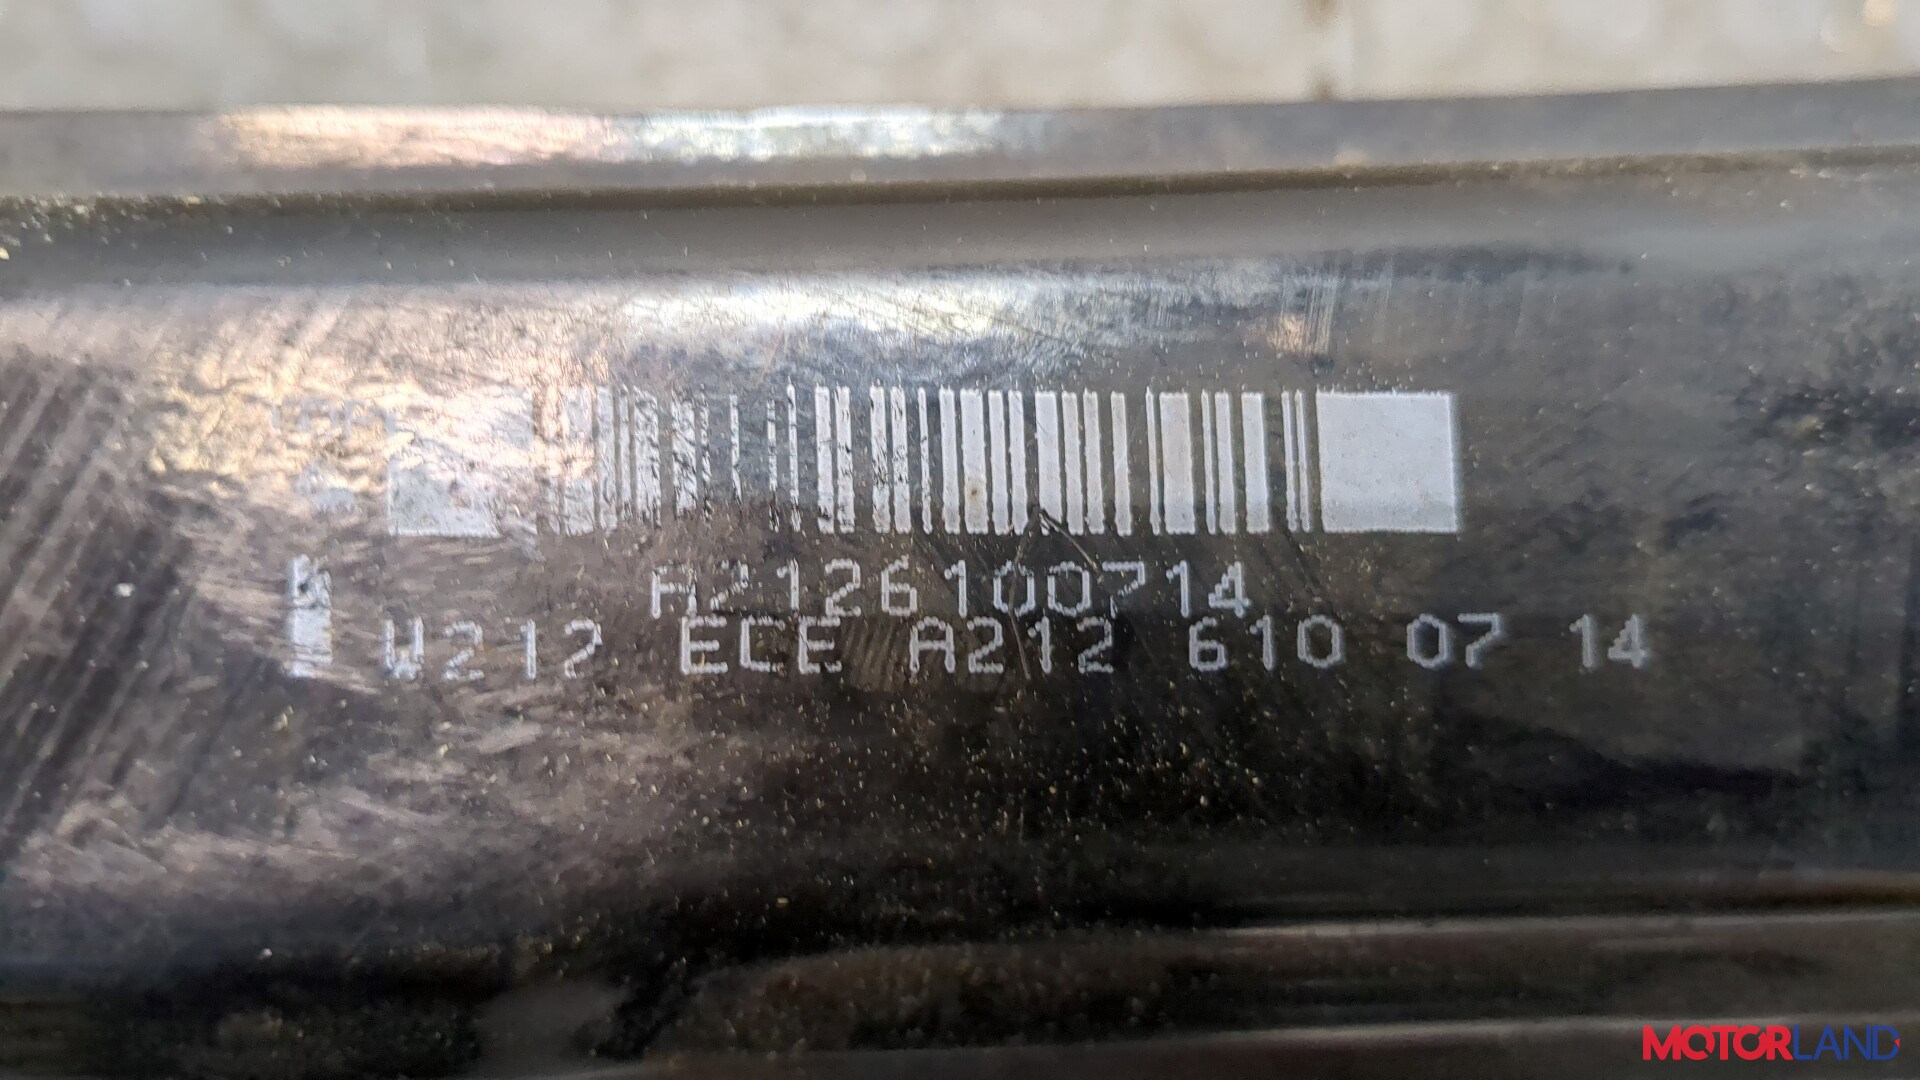 A2126100714
W212 ECE A212 610 07 14
MOTORLAND